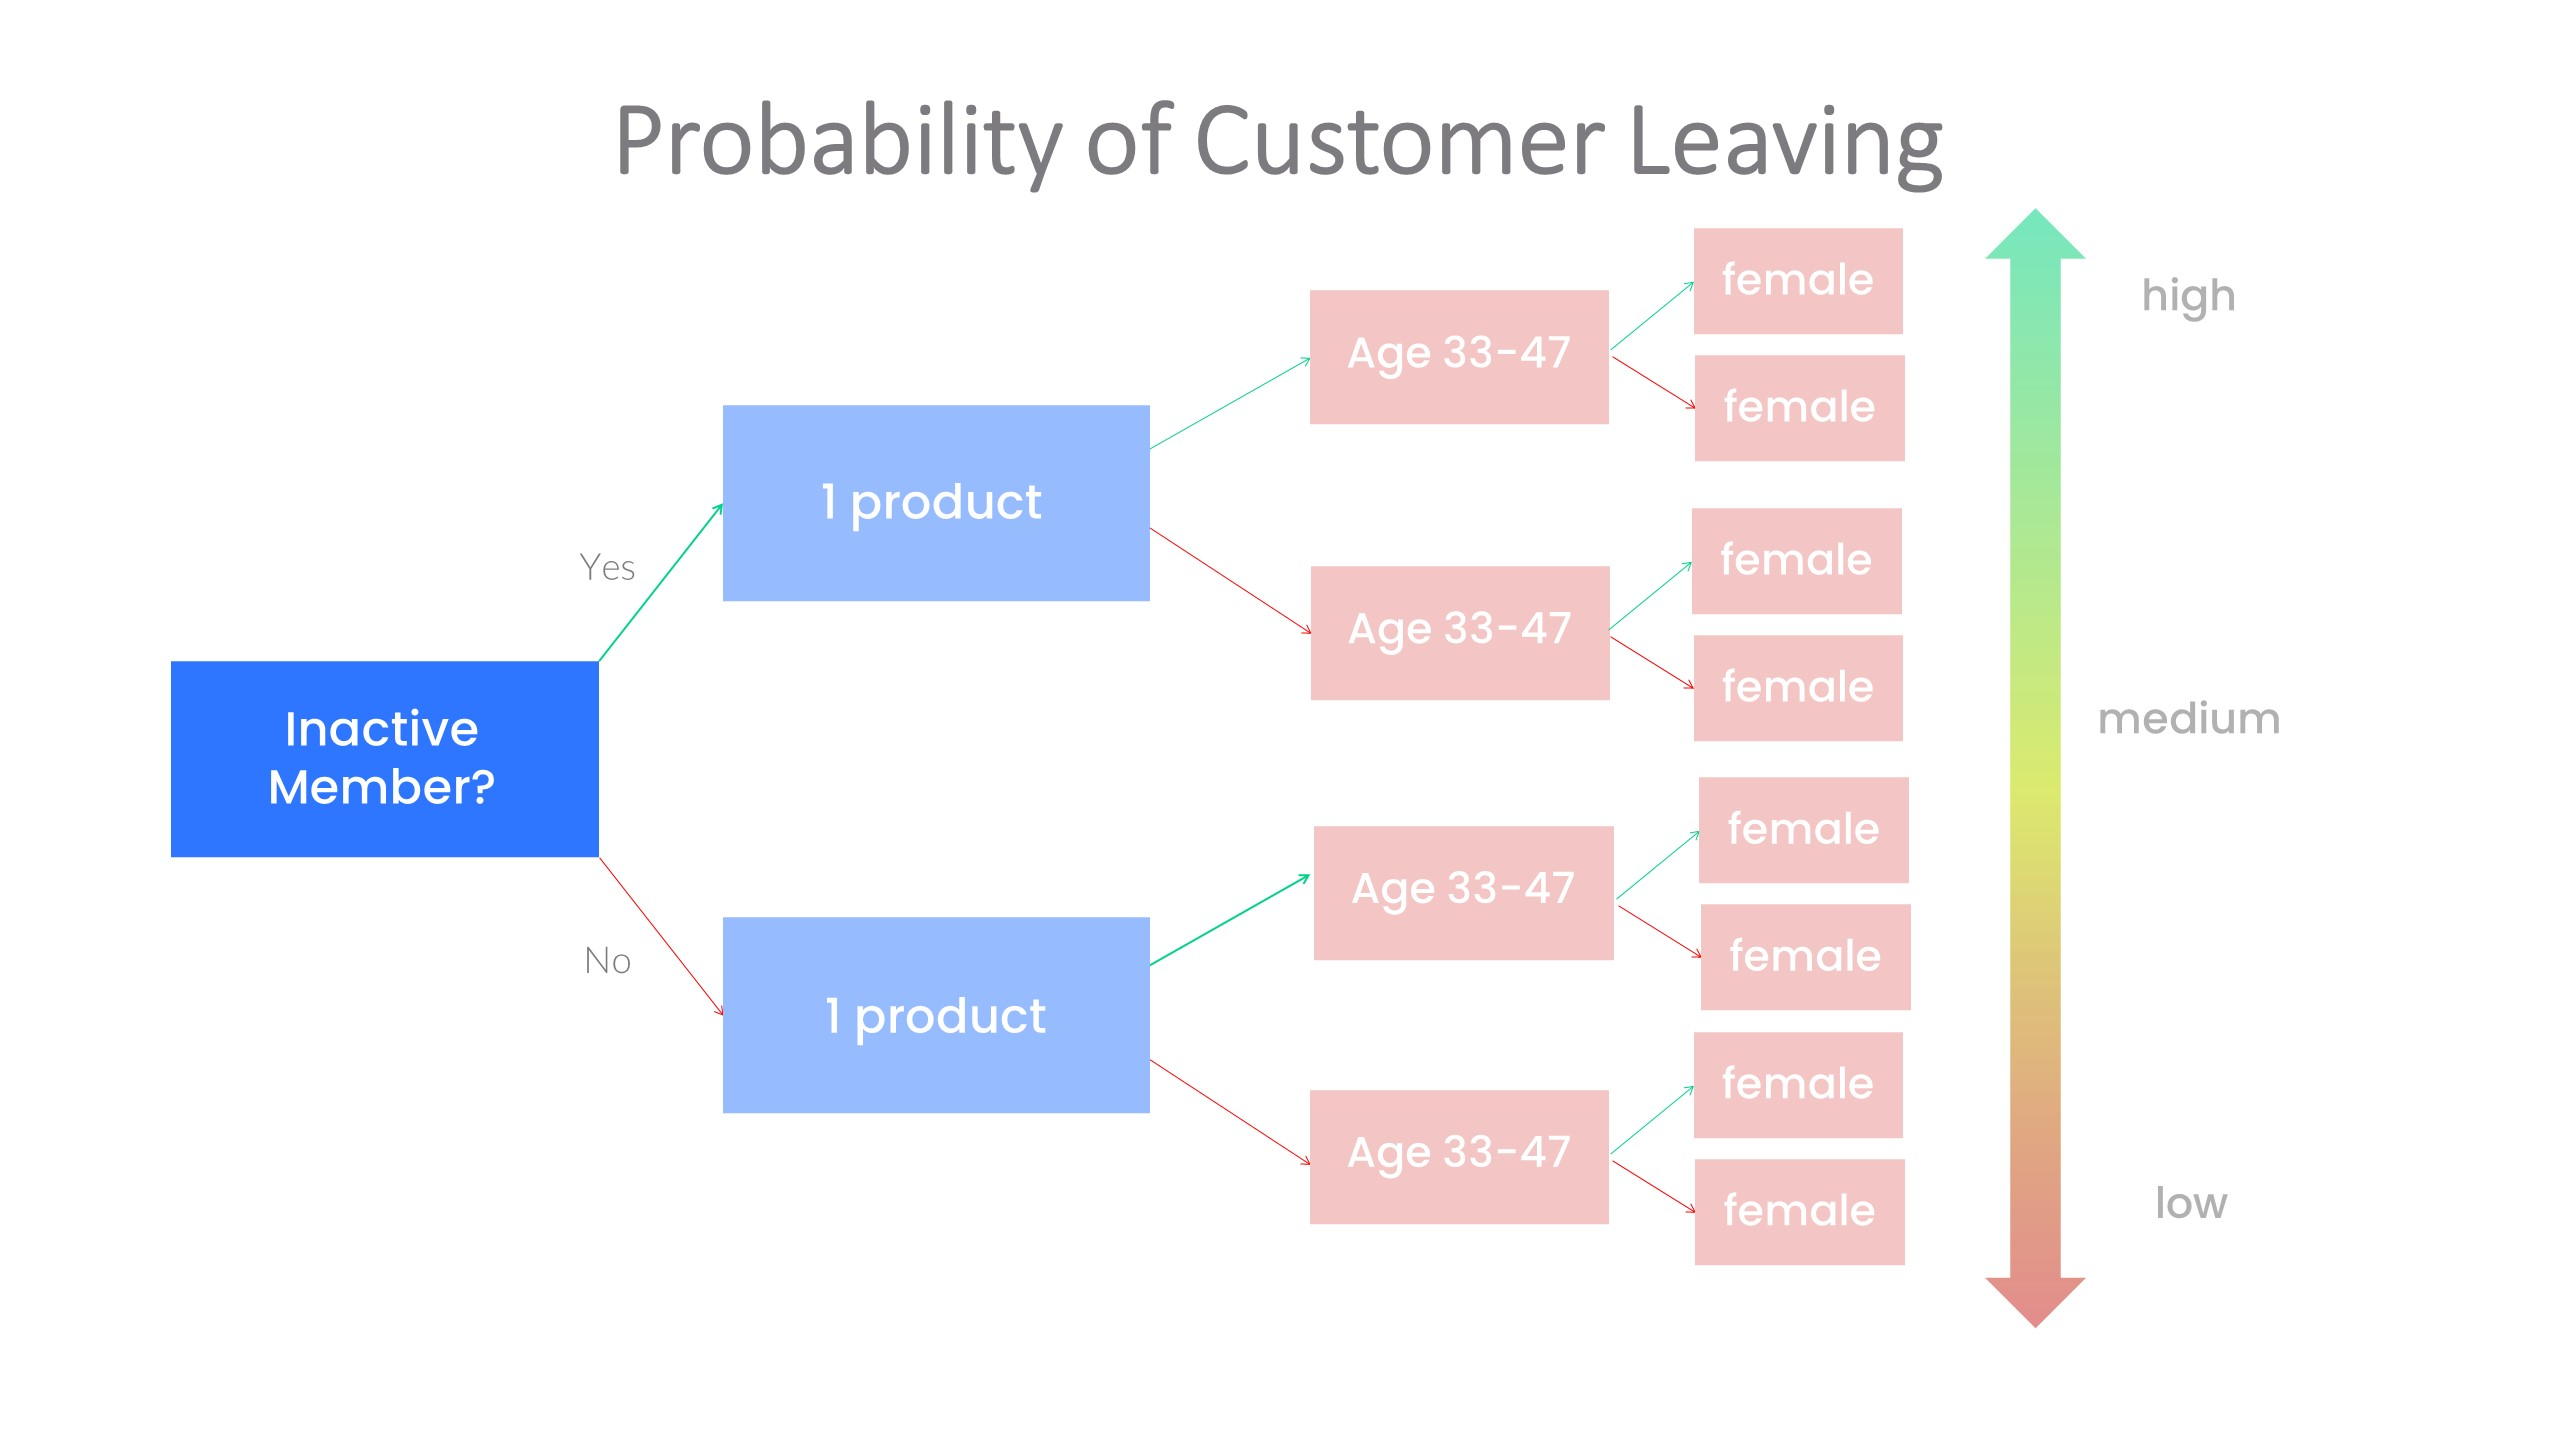 Probability of Customer Leaving
female
high
Age 33-47
female
1 product
female
Yes
Age 33-47
female
medium
Inactive
Member?
female
Age 33-47
No
female
1 product
female
Age 33-47
female
low